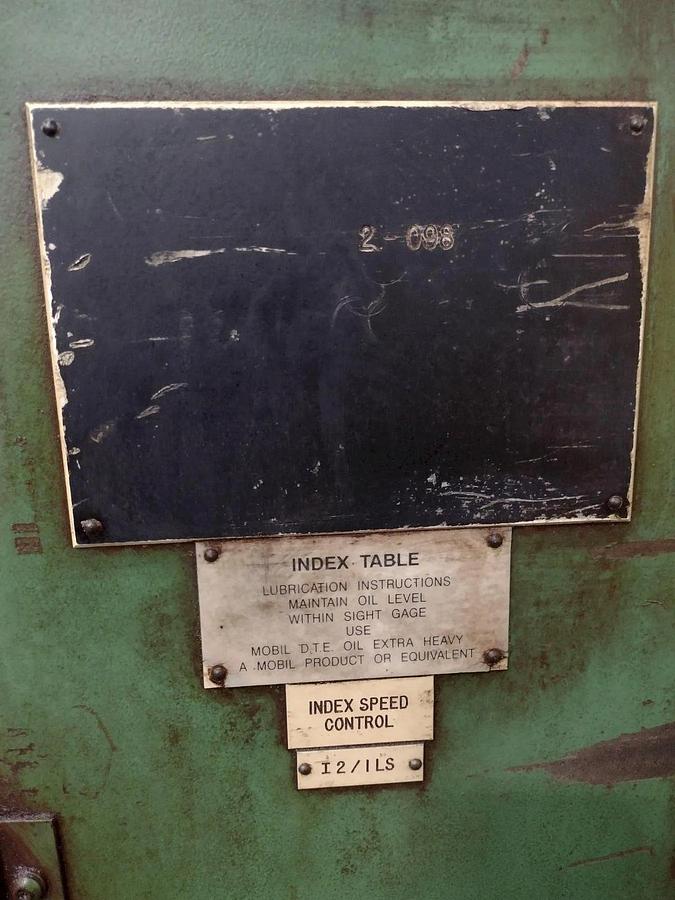 2-098
INDEX TABLE
LUBRICATION INSTRUCTIONS
MAINTAIN OIL LEVEL
WITHIN SIGHT GAGE
USE
MOBIL D.T.E. OIL EXTRA HEAVY
A MOBIL PRODUCT OR EQUIVALENT
INDEX SPEED
CONTROL
I2/1LS